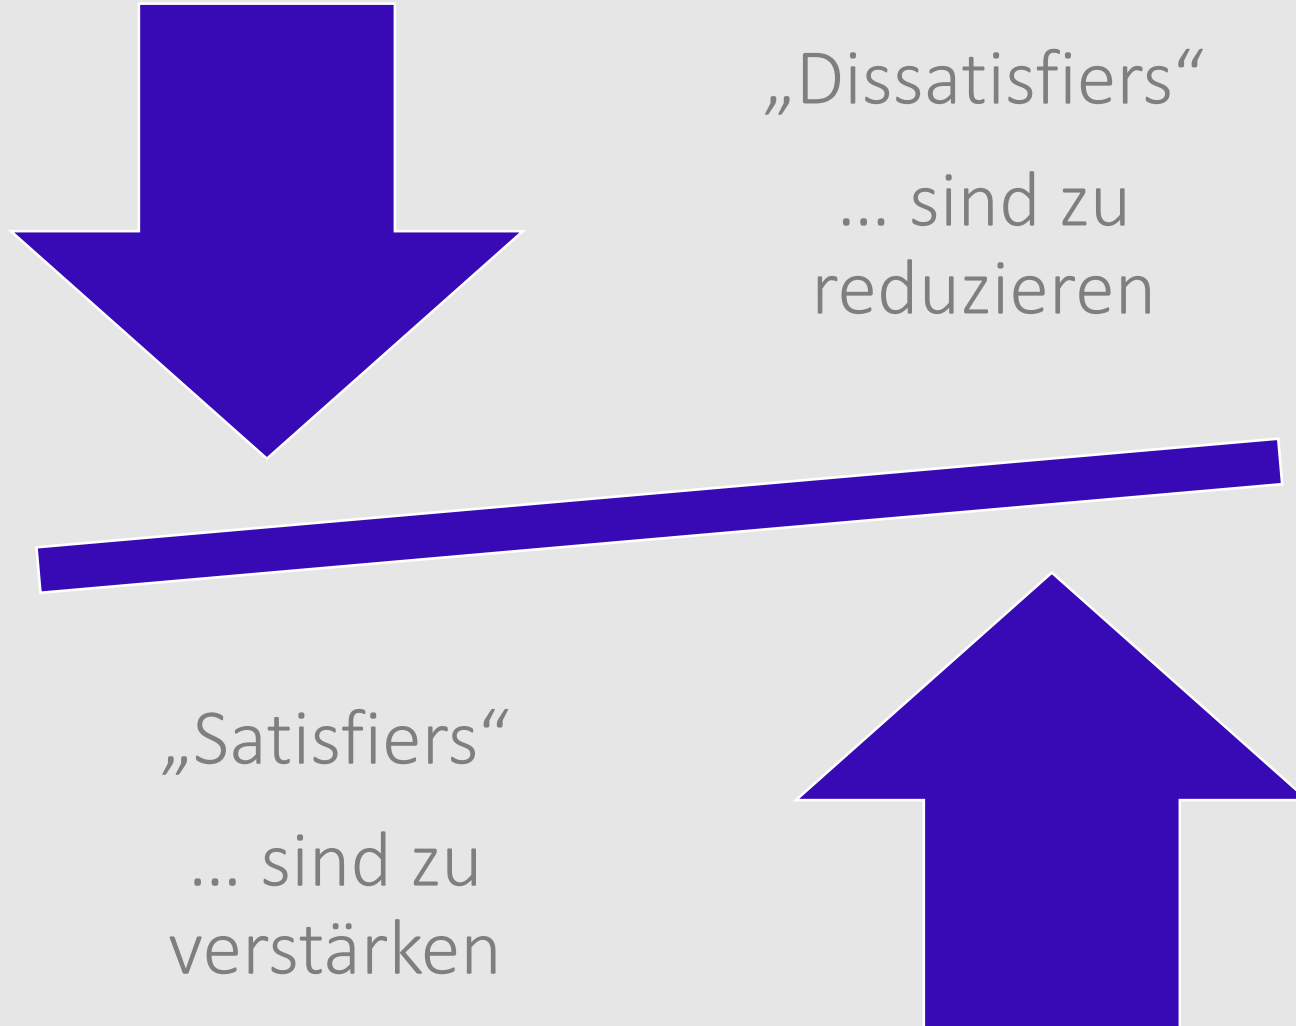 „Dissatisfiers“
... sind zu
reduzieren
„Satisfiers“
... sind zu
verstärken